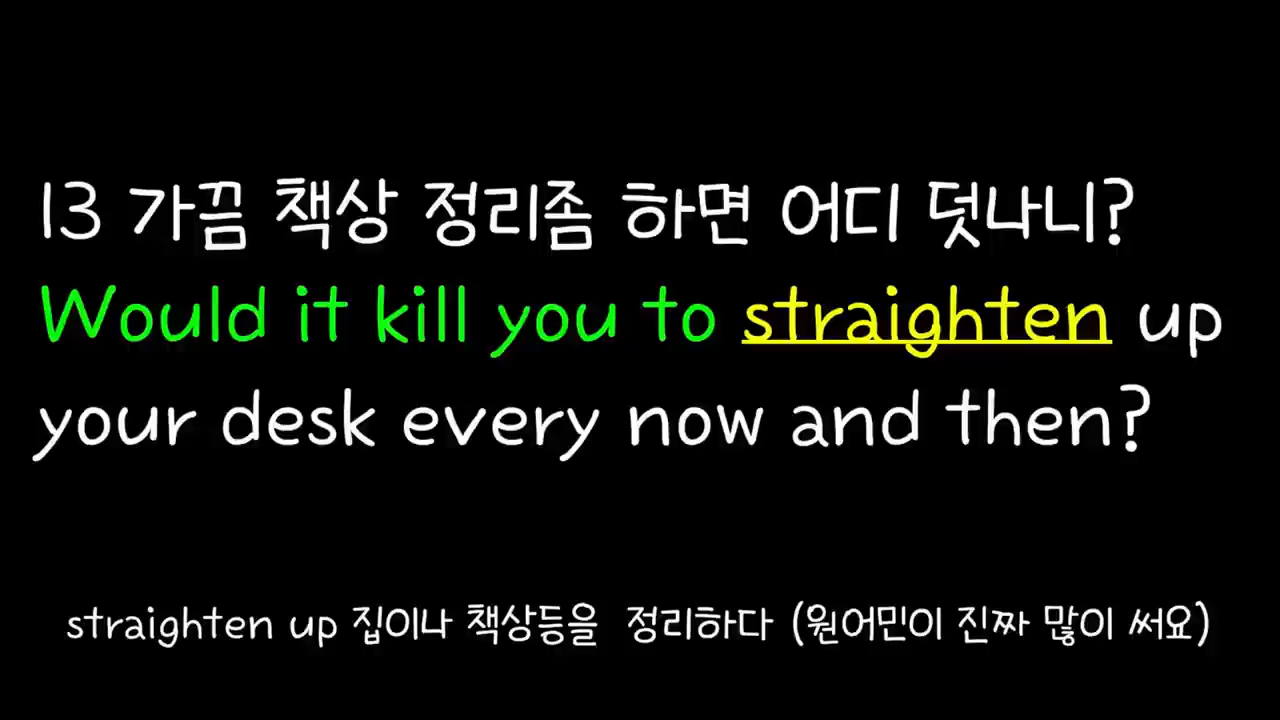 13 가끔 책상 정리좀 하면 어디 덧나니?
Would it kill you to straighten up
your desk every now and then?
straighten up 집이나 책상등을 정리하다 (원어민이 진짜 많이 써요)